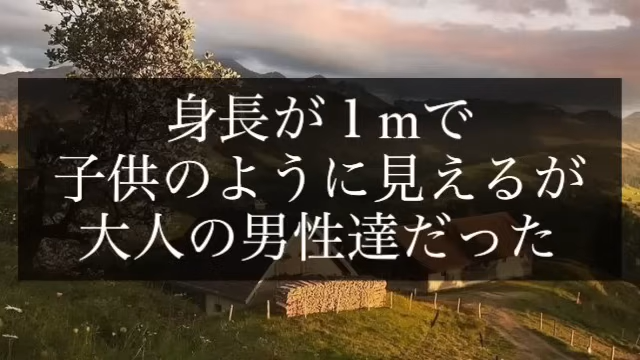 身長が１ｍで
子供のように見えるが
大人の男性達だった